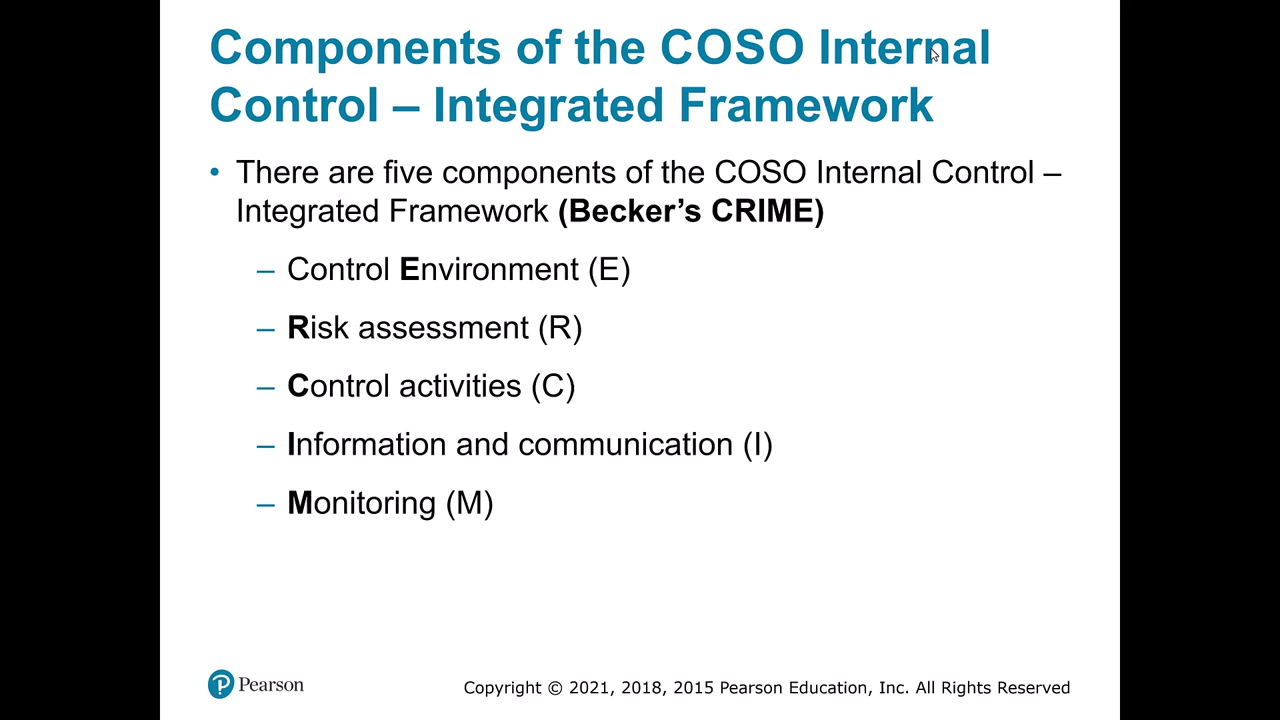 Components of the COSO Internal
Control – Integrated Framework
• There are five components of the COSO Internal Control –
Integrated Framework (Becker’s CRIME)
– Control Environment (E)
– Risk assessment (R)
– Control activities (C)
– Information and communication (I)
– Monitoring (M)
P Pearson
Copyright © 2021, 2018, 2015 Pearson Education, Inc. All Rights Reserved